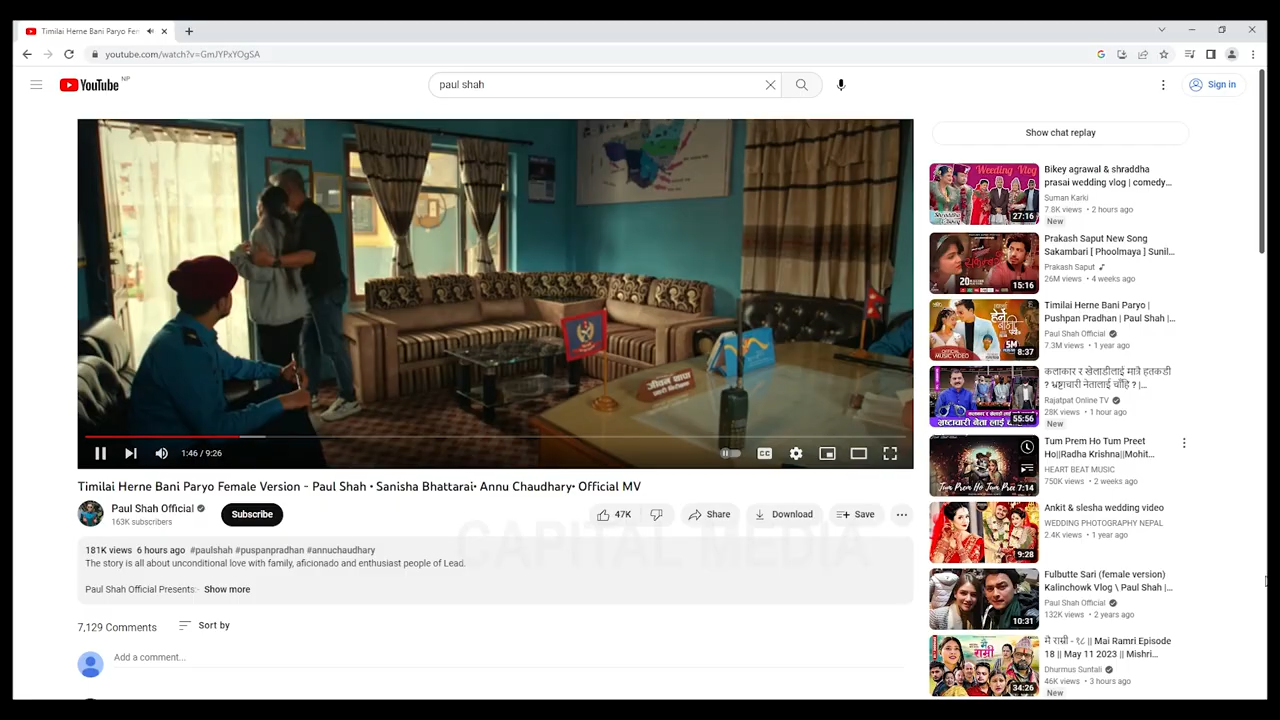 Timilai Herne Bani Paryo Fer
youtube.com/watch?v=GmJYPxYOgSA
YouTube NP
paul shah
Sign in
1:46 / 9:26
Timilai Herne Bani Paryo Female Version - Paul Shah • Sanisha Bhattarai• Annu Chaudhary• Official MV
Paul Shah Official
163K subscribers
Subscribe
47K
Share
Download
Save
CAPITAL MEDIA
181K views 6 hours ago #paulshah #puspanpradhan #annuchaudhary
The story is all about unconditional love with family, aficionado and enthusiast people of Lead.
Paul Shah Official Presents:- Show more
7,129 Comments
Sort by
Add a comment...
Show chat replay
Weeding Vlog
27:16
Bikey agrawal & shraddha
prasai wedding vlog | comedy...
Suman Karki
7.8K views • 2 hours ago
New
15:16
Prakash Saput New Song
Sakambari [ Phoolmaya ] Sunil...
Prakash Saput
26M views • 4 weeks ago
8:37
Timilai Herne Bani Paryo |
Pushpan Pradhan | Paul Shah |...
Paul Shah Official
7.3M views • 1 year ago
55:56
कलाकार र खेलाडीलाई मात्रै हतकडी
? भ्रष्टाचारी नेतालाई चाँहि ? |...
Rajatpat Online TV
28K views • 1 hour ago
New
7:14
Tum Prem Ho Tum Preet
Ho||Radha Krishna||Mohit...
HEART BEAT MUSIC
750K views • 2 weeks ago
9:28
Ankit & slesha wedding video
WEDDING PHOTOGRAPHY NEPAL
2.4K views • 1 year ago
10:31
Fulbutte Sari (female version)
Kalinchowk Vlog \ Paul Shah |...
Paul Shah Official
132K views • 2 years ago
34:26
मै राम्री - १८ || Mai Ramri Episode
18 || May 11 2023 || Mishri...
Dhurmus Suntali
46K views • 3 hours ago
New